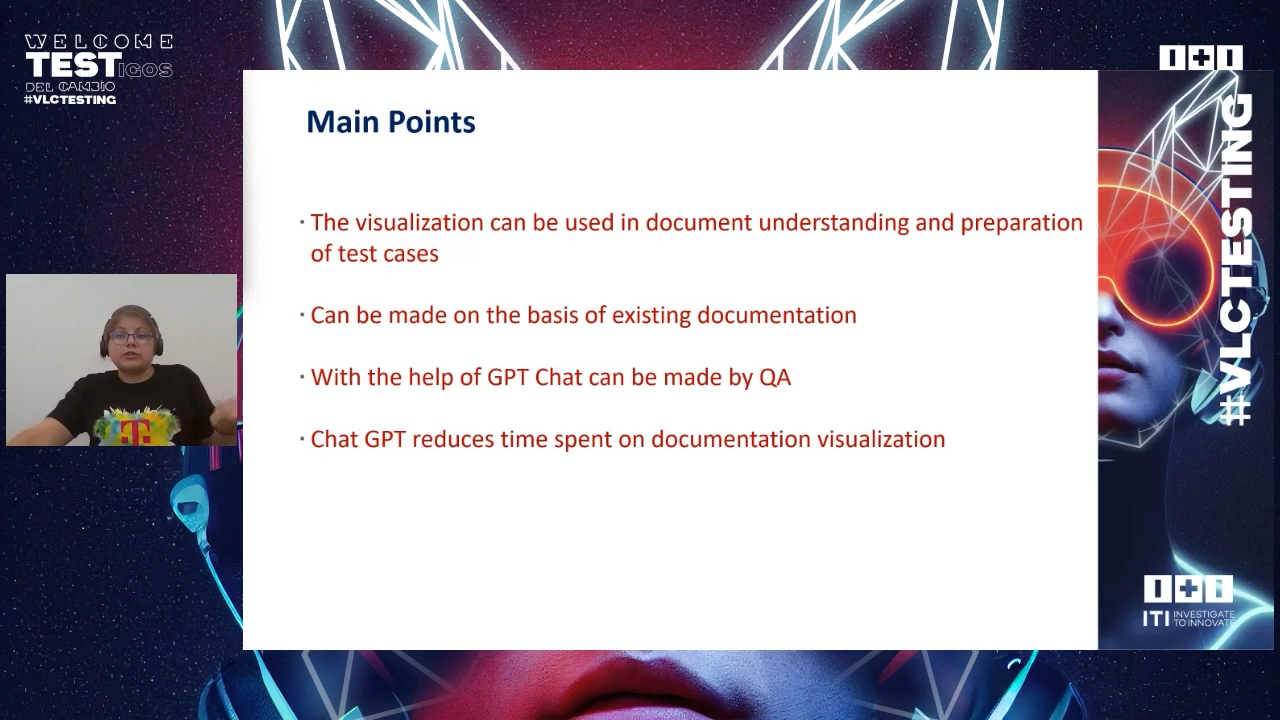 WELCOME
TESTIGOS
DEL CAMBIO
#VLCTESTING
Main Points
· The visualization can be used in document understanding and preparation
of test cases
· Can be made on the basis of existing documentation
· With the help of GPT Chat can be made by QA
· Chat GPT reduces time spent on documentation visualization
T
I+I
#VLCTESTING
I+I
ITI INVESTIGATE
TO INNOVATE